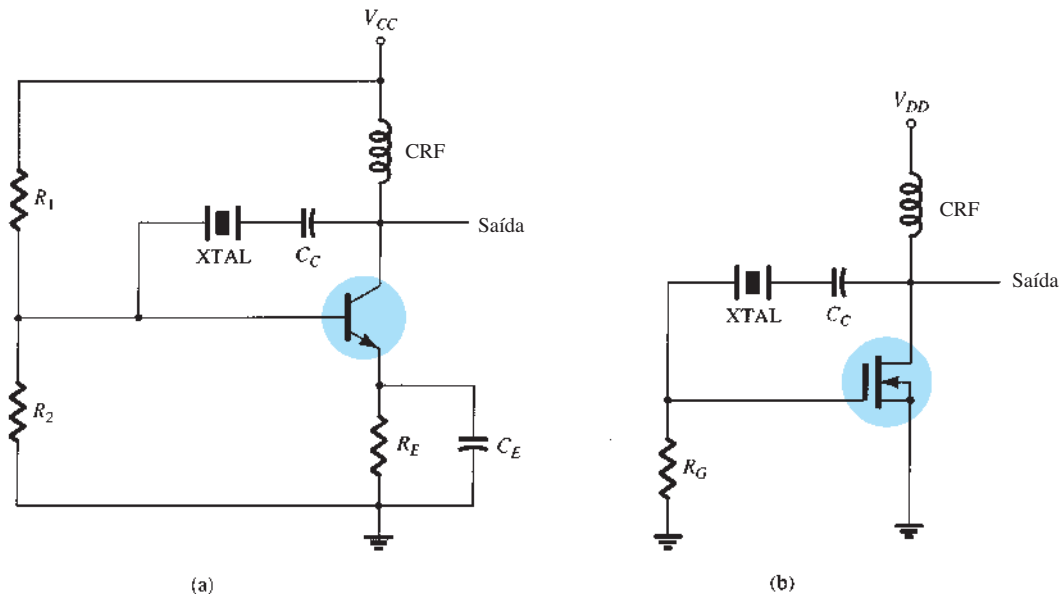 V_CC
CRF
R_1
Saída
XTAL
C_C
R_2
R_E
C_E
(a)
V_DD
CRF
Saída
XTAL
C_C
R_G
(b)